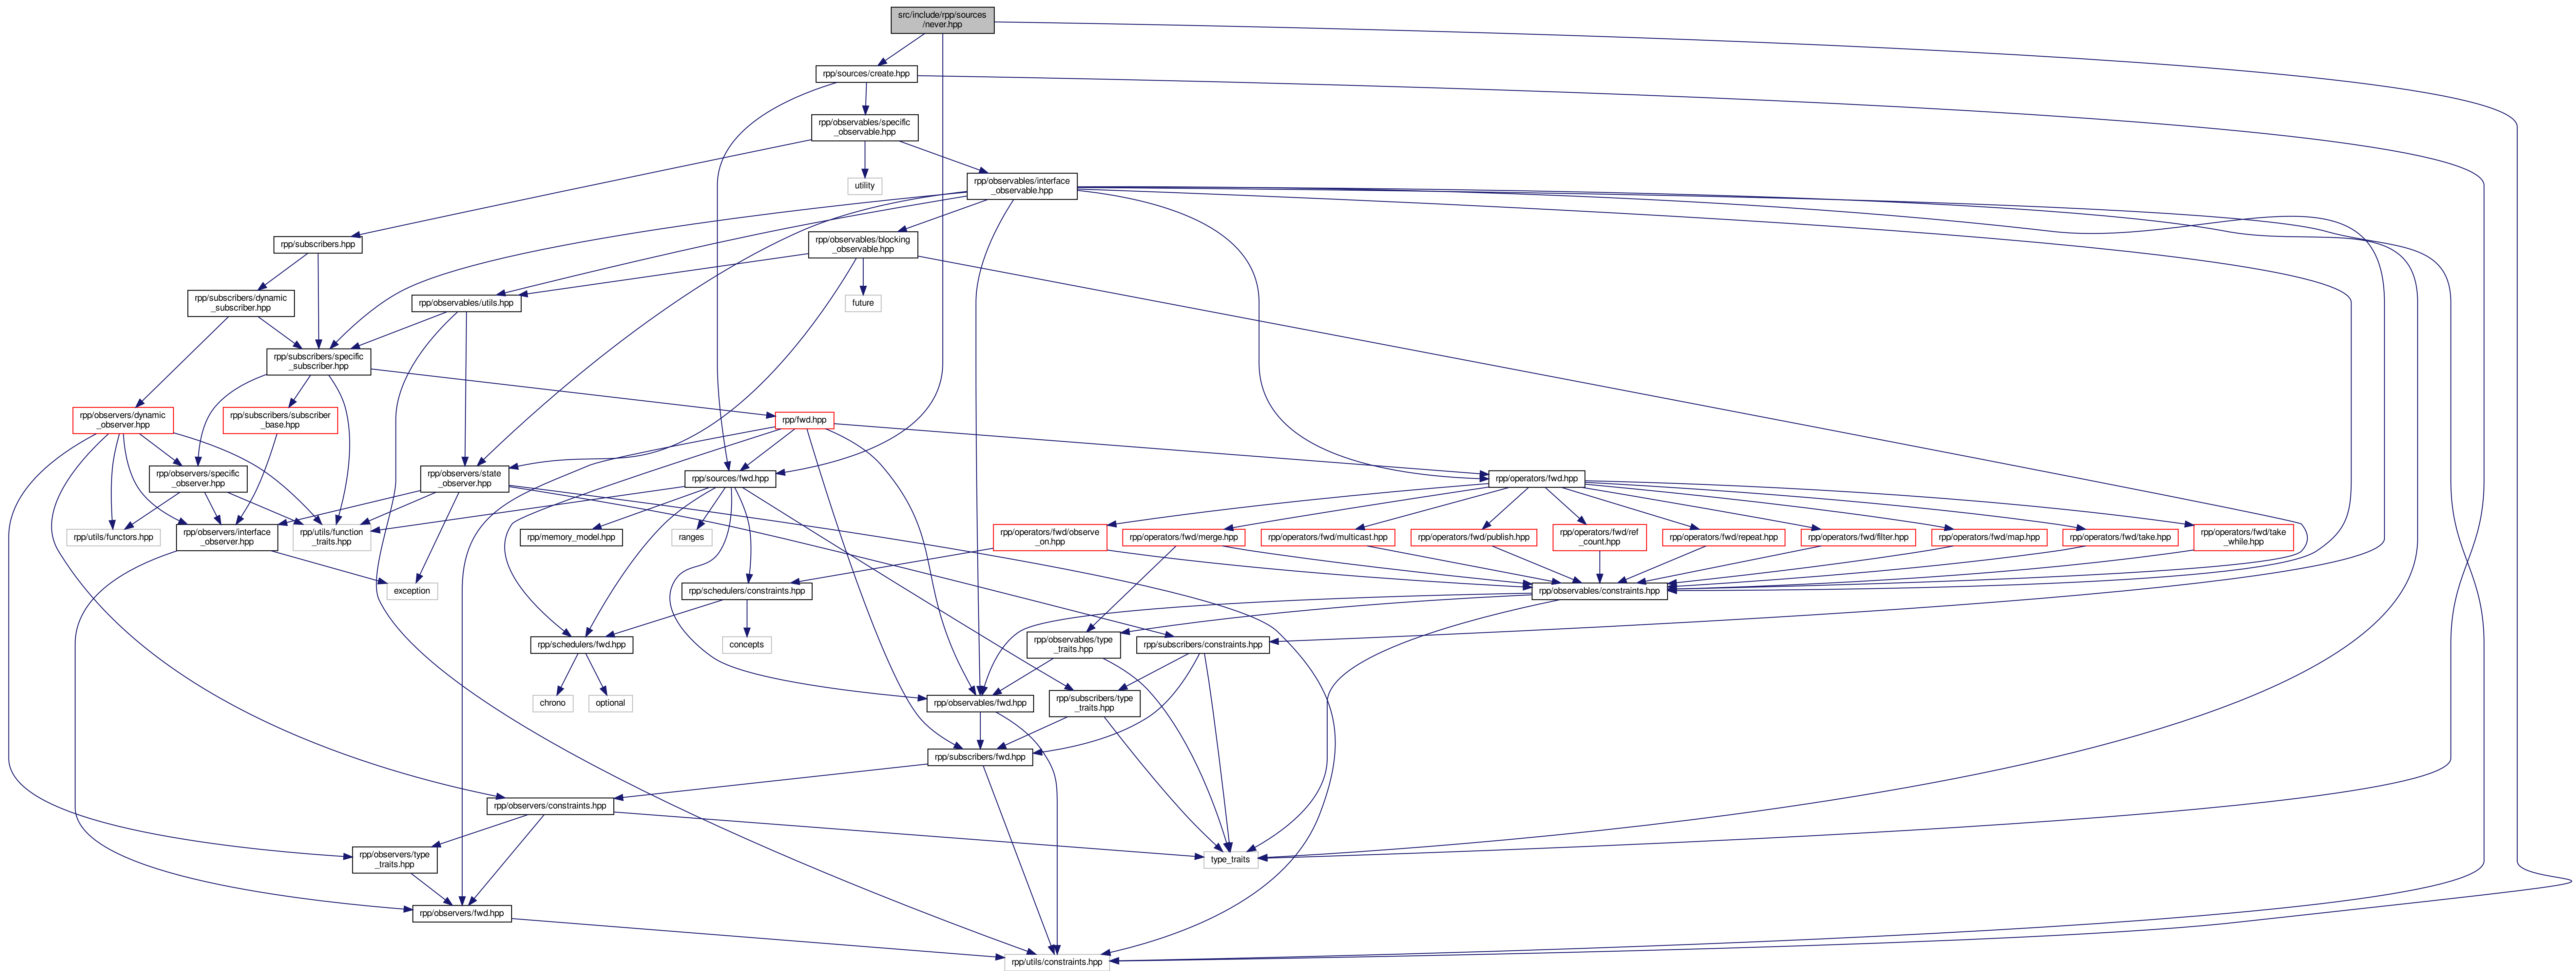 src/include/rpp/sources
/never.hpp
rpp/sources/create.hpp
rpp/observables/specific
_observable.hpp
utility
rpp/observables/interface
_observable.hpp
rpp/subscribers.hpp
rpp/observables/blocking
_observable.hpp
rpp/subscribers/dynamic
_subscriber.hpp
rpp/observables/utils.hpp
future
rpp/subscribers/specific
_subscriber.hpp
rpp/observers/dynamic
_observer.hpp
rpp/subscribers/subscriber
_base.hpp
rpp/fwd.hpp
rpp/observers/specific
_observer.hpp
rpp/observers/state
_observer.hpp
rpp/sources/fwd.hpp
rpp/operators/fwd.hpp
rpp/utils/functors.hpp
rpp/observers/interface
_observer.hpp
rpp/utils/function
_traits.hpp
rpp/memory_model.hpp
ranges
rpp/operators/fwd/observe
_on.hpp
rpp/operators/fwd/merge.hpp
rpp/operators/fwd/multicast.hpp
rpp/operators/fwd/publish.hpp
rpp/operators/fwd/ref
_count.hpp
rpp/operators/fwd/repeat.hpp
rpp/operators/fwd/filter.hpp
rpp/operators/fwd/map.hpp
rpp/operators/fwd/take.hpp
rpp/operators/fwd/take
_while.hpp
exception
rpp/schedulers/constraints.hpp
rpp/observables/constraints.hpp
rpp/schedulers/fwd.hpp
concepts
rpp/observables/type
_traits.hpp
rpp/subscribers/constraints.hpp
chrono
optional
rpp/observables/fwd.hpp
rpp/subscribers/type
_traits.hpp
rpp/subscribers/fwd.hpp
rpp/observers/constraints.hpp
rpp/observers/type
_traits.hpp
type_traits
rpp/observers/fwd.hpp
rpp/utils/constraints.hpp